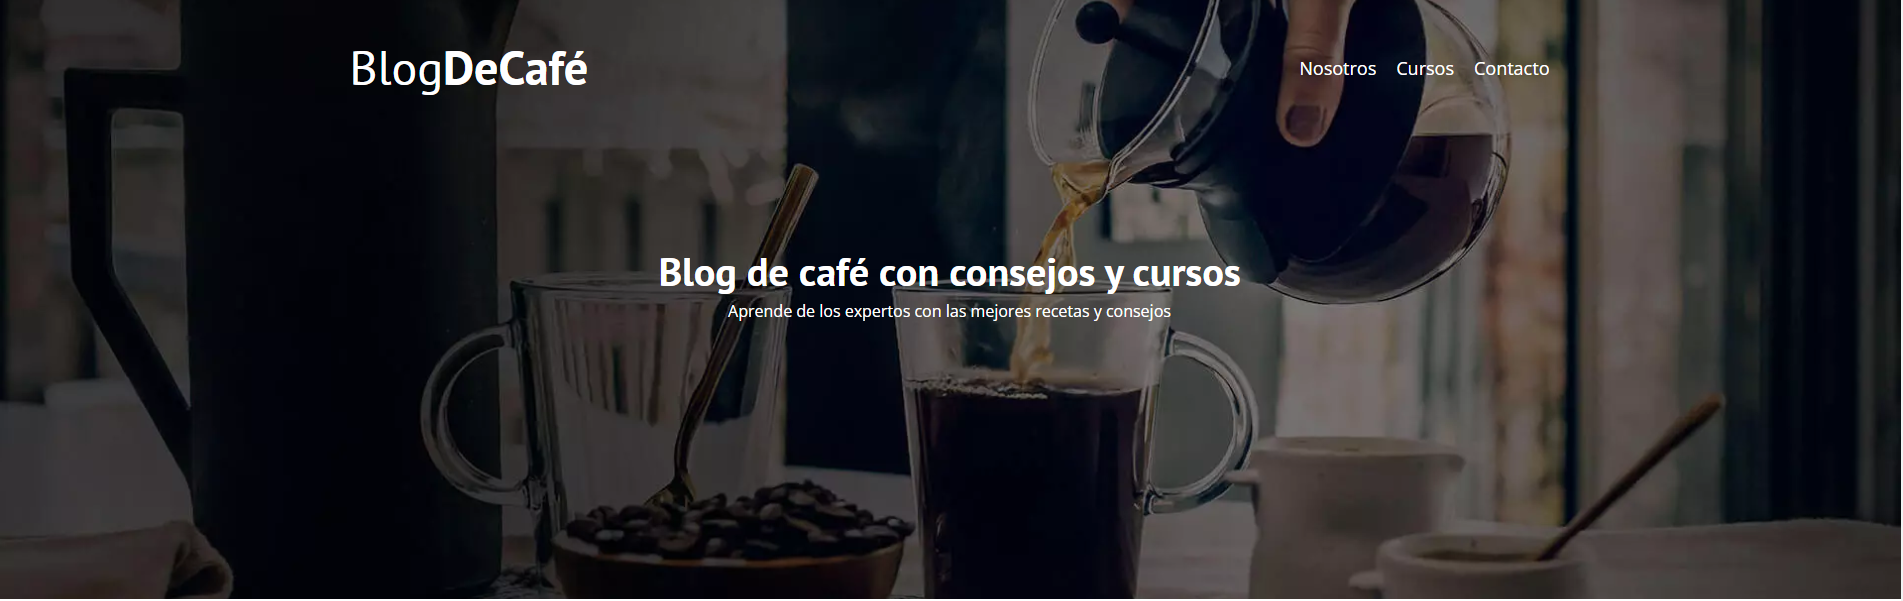 BlogDeCafé
Nosotros Cursos Contacto
Blog de café con consejos y cursos
Aprende de los expertos con las mejores recetas y consejos